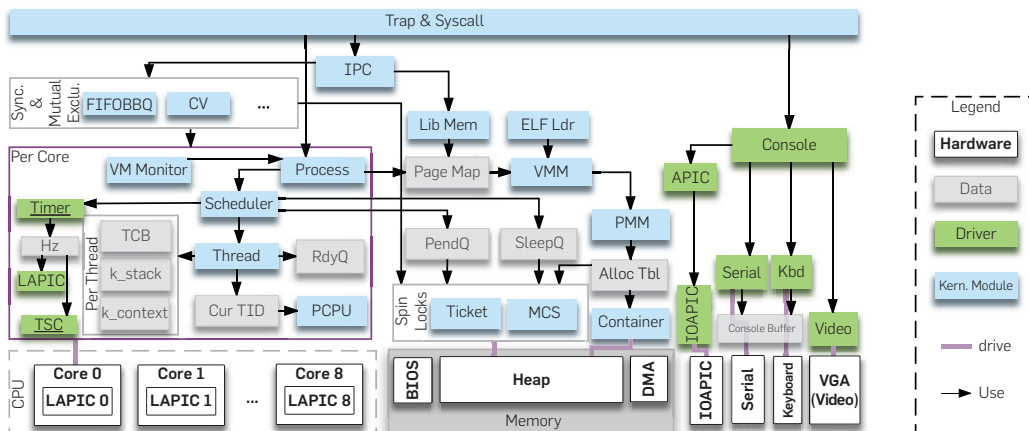 Trap & Syscall
IPC
Sync.
&
Mutual
Exclu.
FIFOBBQ
CV
...
Lib Mem
ELF Ldr
Per Core
VM Monitor
Process
Page Map
VMM
Console
APIC
Timer
Scheduler
Hz
LAPIC
TSC
Per Thread
TCB
k_stack
k_context
Thread
RdyQ
Cur TID
PCPU
PendQ
SleepQ
PMM
Alloc Tbl
Spin
Locks
Ticket
MCS
Container
IOAPIC
Serial
Kbd
Console Buffer
Video
CPU
Core 0
LAPIC 0
Core 1
LAPIC 1
...
Core 8
LAPIC 8
BIOS
Heap
DMA
Memory
IOAPIC
Serial
Keyboard
VGA
(Video)
Legend
Hardware
Data
Driver
Kern. Module
drive
Use